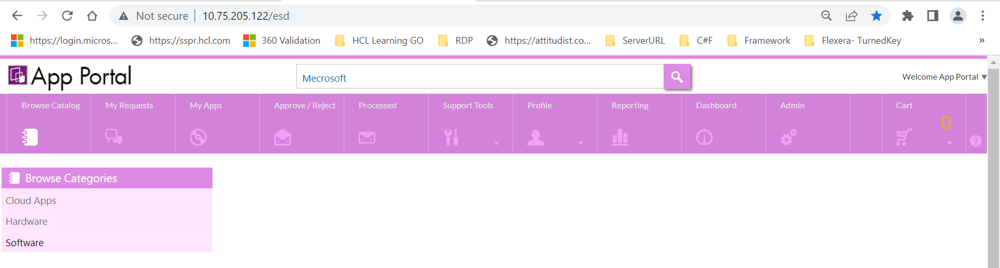 Not secure | 10.75.205.122/esd
https://login.micros... https://sspr.hcl.com 360 Validation HCL Learning GO RDP https://attitudist.co... ServerURL C#F Framework Flexera- TurnedKey »
App Portal Mecrosoft Welcome App Portal
Browse Catalog My Requests My Apps Approve / Reject Processed Support Tools Profile Reporting Dashboard Admin Cart
0
?
Browse Categories
Cloud Apps
Hardware
Software